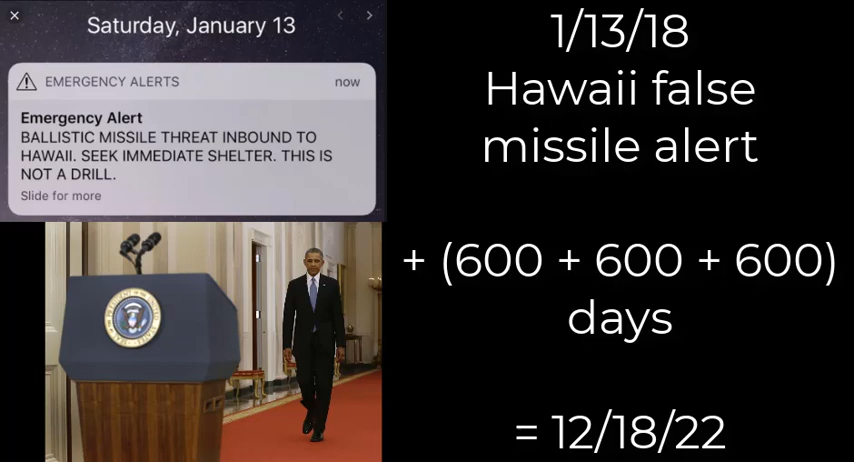 Saturday, January 13
EMERGENCY ALERTS now
Emergency Alert
BALLISTIC MISSILE THREAT INBOUND TO
HAWAII. SEEK IMMEDIATE SHELTER. THIS IS
NOT A DRILL.
Slide for more
1/13/18
Hawaii false
missile alert
+ (600 + 600 + 600)
days
= 12/18/22